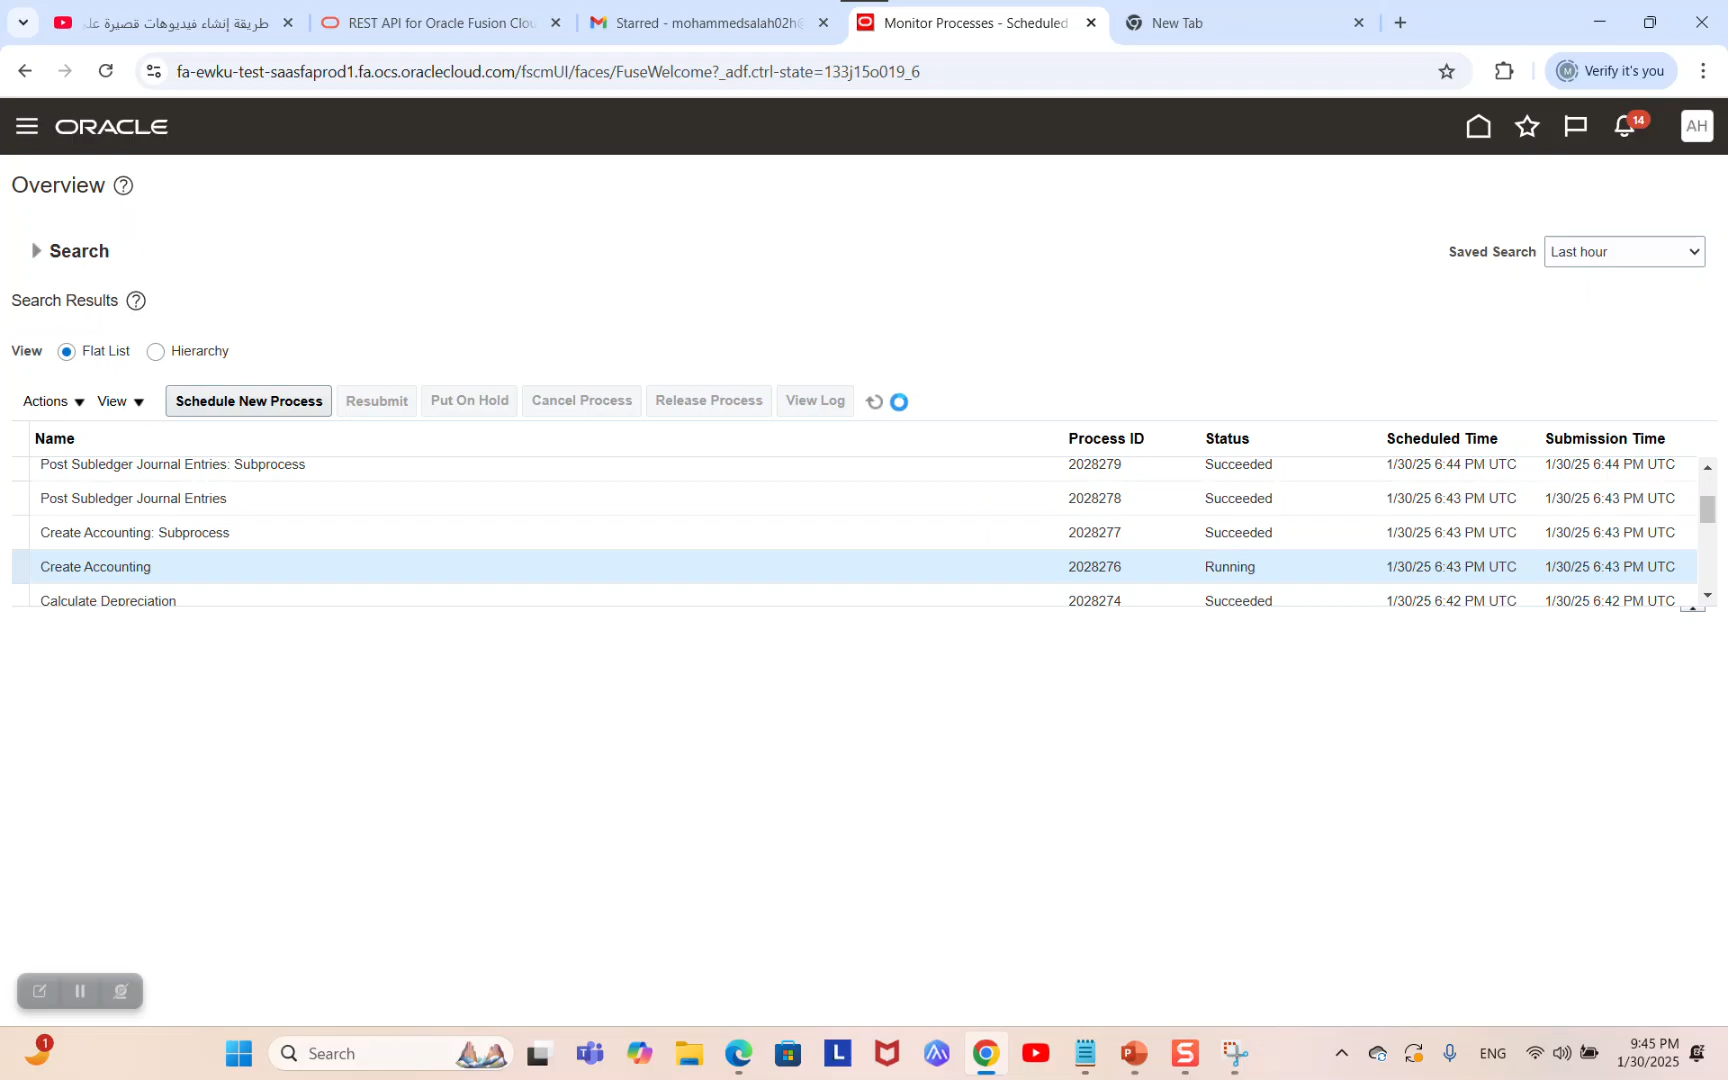 طريقة إنشاء فيديوهات قصيرة عل
REST API for Oracle Fusion Clou
Starred - mohammedsalah02h@
Monitor Processes - Scheduled
New Tab
fa-ewku-test-saasfaprod1.fa.ocs.oraclecloud.com/fscmUI/faces/FuseWelcome?_adf.ctrl-state=133j15o019_6
M
Verify it's you
ORACLE
14
AH
Overview
Search
Saved Search
Last hour
Search Results
View
Flat List
Hierarchy
Actions
View
Schedule New Process
Resubmit
Put On Hold
Cancel Process
Release Process
View Log
Name Process ID Status Scheduled Time Submission Time
Post Subledger Journal Entries: Subprocess 2028279 Succeeded 1/30/25 6:44 PM UTC 1/30/25 6:44 PM UTC
Post Subledger Journal Entries 2028278 Succeeded 1/30/25 6:43 PM UTC 1/30/25 6:43 PM UTC
Create Accounting: Subprocess 2028277 Succeeded 1/30/25 6:43 PM UTC 1/30/25 6:43 PM UTC
Create Accounting 2028276 Running 1/30/25 6:43 PM UTC 1/30/25 6:43 PM UTC
Calculate Depreciation 2028274 Succeeded 1/30/25 6:42 PM UTC 1/30/25 6:42 PM UTC
1
Search
ENG
9:45 PM
1/30/2025